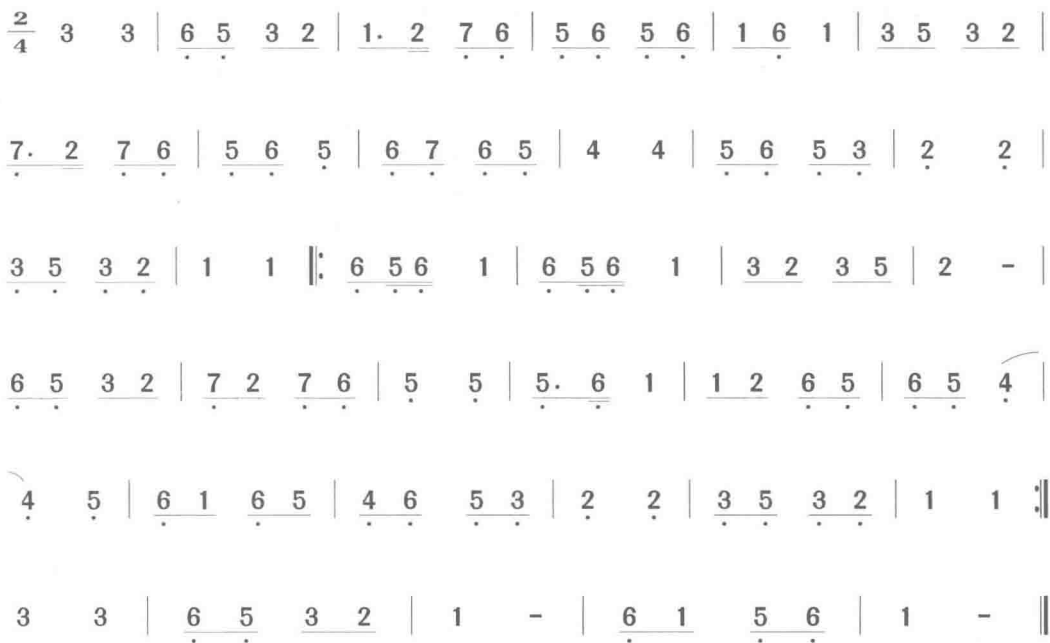 2/4 3 3 | 6̣ 5̣ 3 2 | 1. 2 7̣ 6̣ | 5̣ 6̣ 5̣ 6̣ | 1 6̣ 1 | 3 5 3 2 |
7̣. 2 7̣ 6̣ | 5̣ 6̣ 5̣ | 6̣ 7̣ 6̣ 5̣ | 4 4 | 5̣ 6̣ 5̣ 3̣ | 2̣ 2̣ |
3̣ 5̣ 3̣ 2̣ | 1 1 ‖: 6̣ 5̣ 6̣ 1 | 6̣ 5̣ 6̣ 1 | 3 2 3 5 | 2 – |
6̣ 5̣ 3 2 | 7̣ 2 7̣ 6̣ | 5̣ 5̣ | 5̣. 6̣ 1 | 1 2 6̣ 5̣ | 6̣ 5̣ 4̣ |
4̣ 5̣ | 6̣ 1 6̣ 5̣ | 4̣ 6̣ 5̣ 3̣ | 2̣ 2̣ | 3̣ 5̣ 3̣ 2̣ | 1 1 :‖
3 3 | 6̣ 5̣ 3 2 | 1 – | 6̣ 1 5̣ 6̣ | 1 – ‖